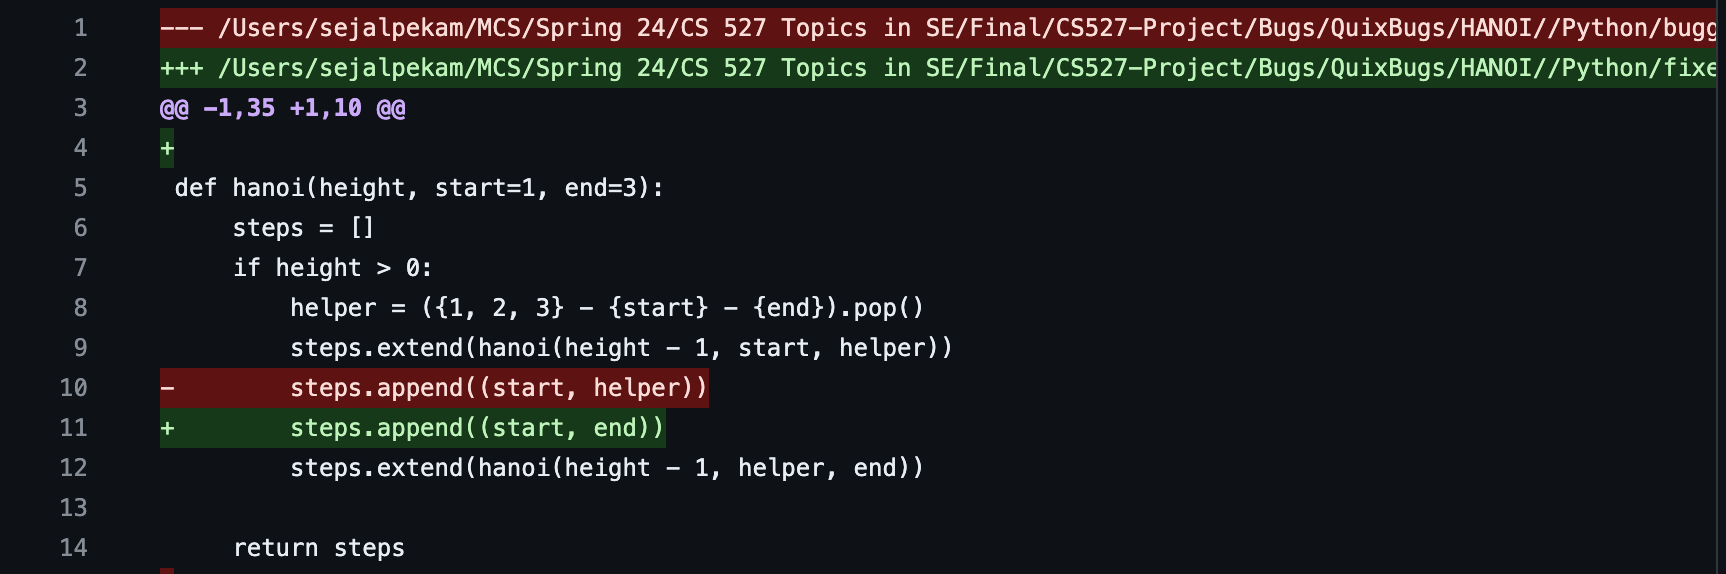 1 --- /Users/sejalpekam/MCS/Spring 24/CS 527 Topics in SE/Final/CS527-Project/Bugs/QuixBugs/HANOI//Python/bugg
2 +++ /Users/sejalpekam/MCS/Spring 24/CS 527 Topics in SE/Final/CS527-Project/Bugs/QuixBugs/HANOI//Python/fixe
3 @@ -1,35 +1,10 @@
4 +
5  def hanoi(height, start=1, end=3):
6      steps = []
7      if height > 0:
8          helper = ({1, 2, 3} - {start} - {end}).pop()
9          steps.extend(hanoi(height - 1, start, helper))
10 -        steps.append((start, helper))
11 +        steps.append((start, end))
12          steps.extend(hanoi(height - 1, helper, end))
13
14      return steps